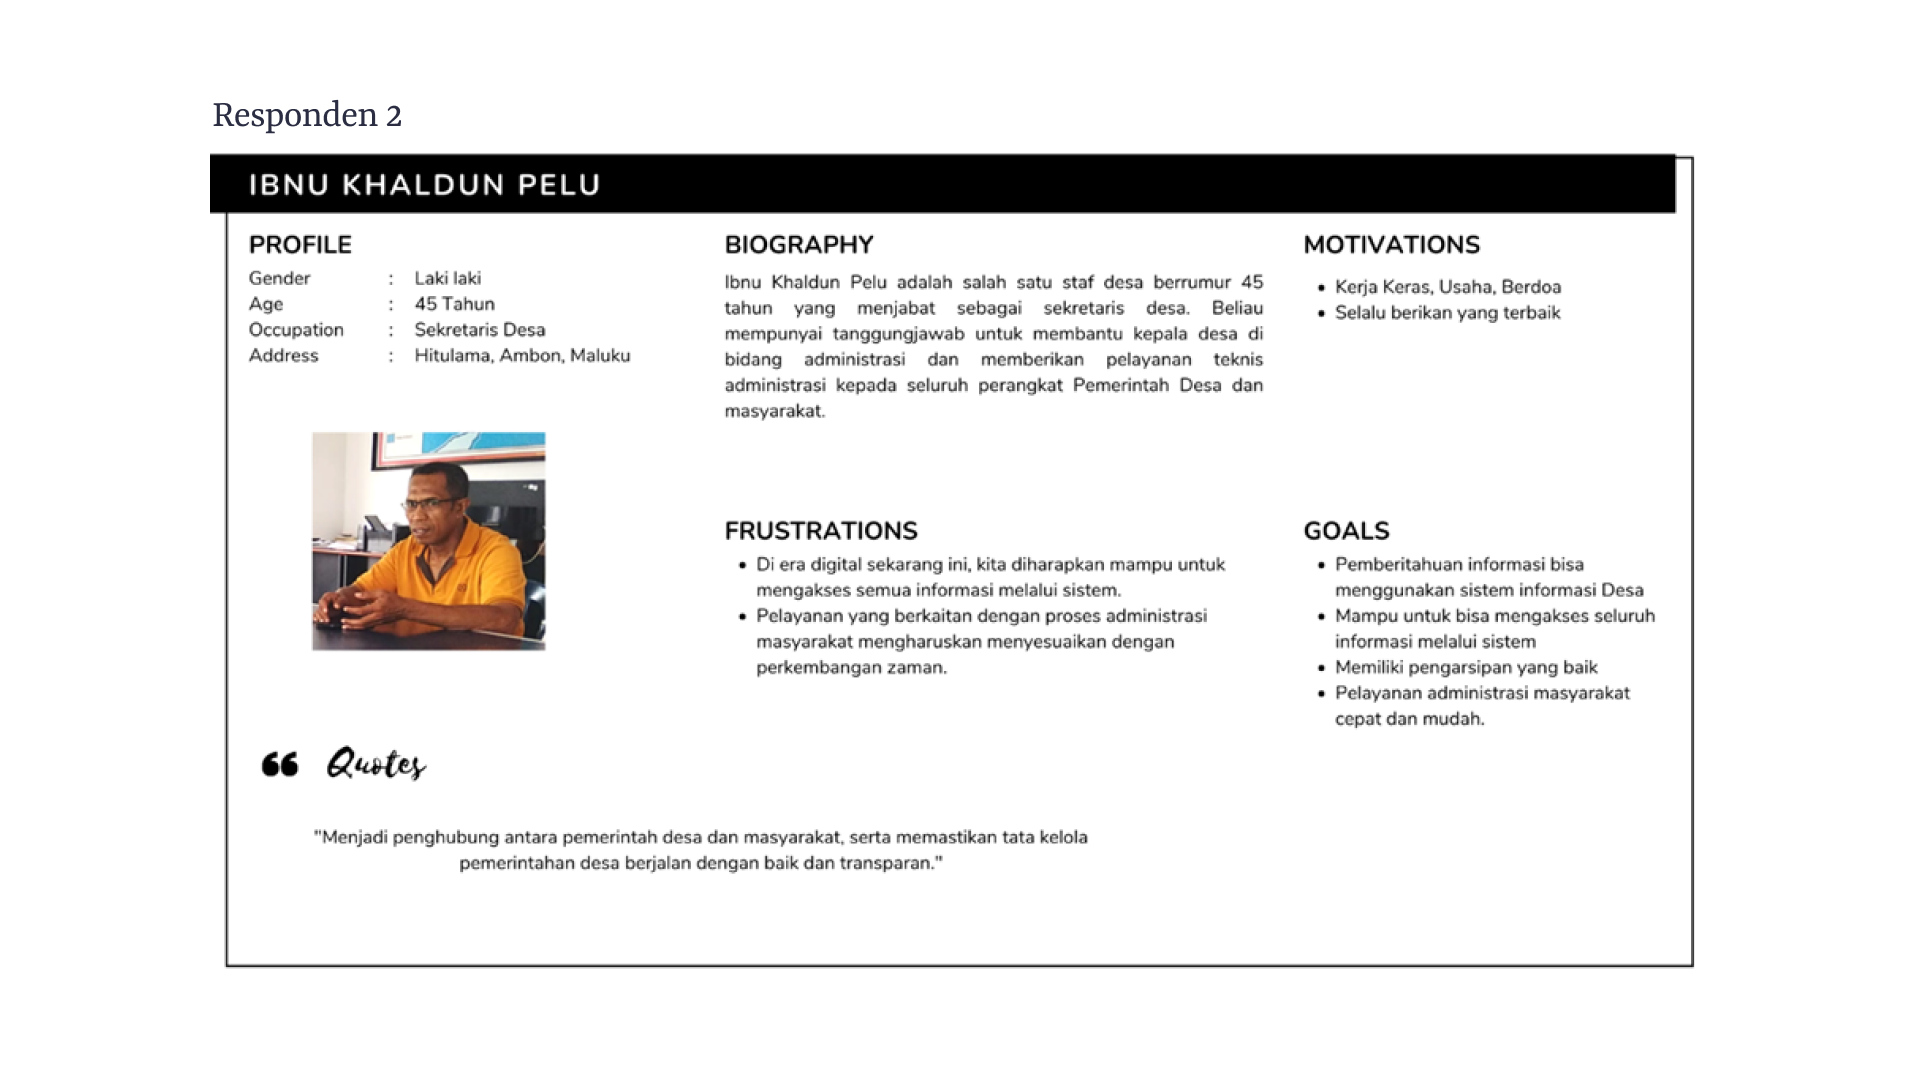 Responden 2
IBNU KHALDUN PELU
PROFILE
Gender : Laki laki
Age : 45 Tahun
Occupation : Sekretaris Desa
Address : Hitulama, Ambon, Maluku
BIOGRAPHY
Ibnu Khaldun Pelu adalah salah satu staf desa berrumur 45
tahun yang menjabat sebagai sekretaris desa. Beliau
mempunyai tanggungjawab untuk membantu kepala desa di
bidang administrasi dan memberikan pelayanan teknis
administrasi kepada seluruh perangkat Pemerintah Desa dan
masyarakat.
MOTIVATIONS
• Kerja Keras, Usaha, Berdoa
• Selalu berikan yang terbaik
FRUSTRATIONS
• Di era digital sekarang ini, kita diharapkan mampu untuk
mengakses semua informasi melalui sistem.
• Pelayanan yang berkaitan dengan proses administrasi
masyarakat mengharuskan menyesuaikan dengan
perkembangan zaman.
GOALS
• Pemberitahuan informasi bisa
menggunakan sistem informasi Desa
• Mampu untuk bisa mengakses seluruh
informasi melalui sistem
• Memiliki pengarsipan yang baik
• Pelayanan administrasi masyarakat
cepat dan mudah.
“ Quotes
"Menjadi penghubung antara pemerintah desa dan masyarakat, serta memastikan tata kelola
pemerintahan desa berjalan dengan baik dan transparan."